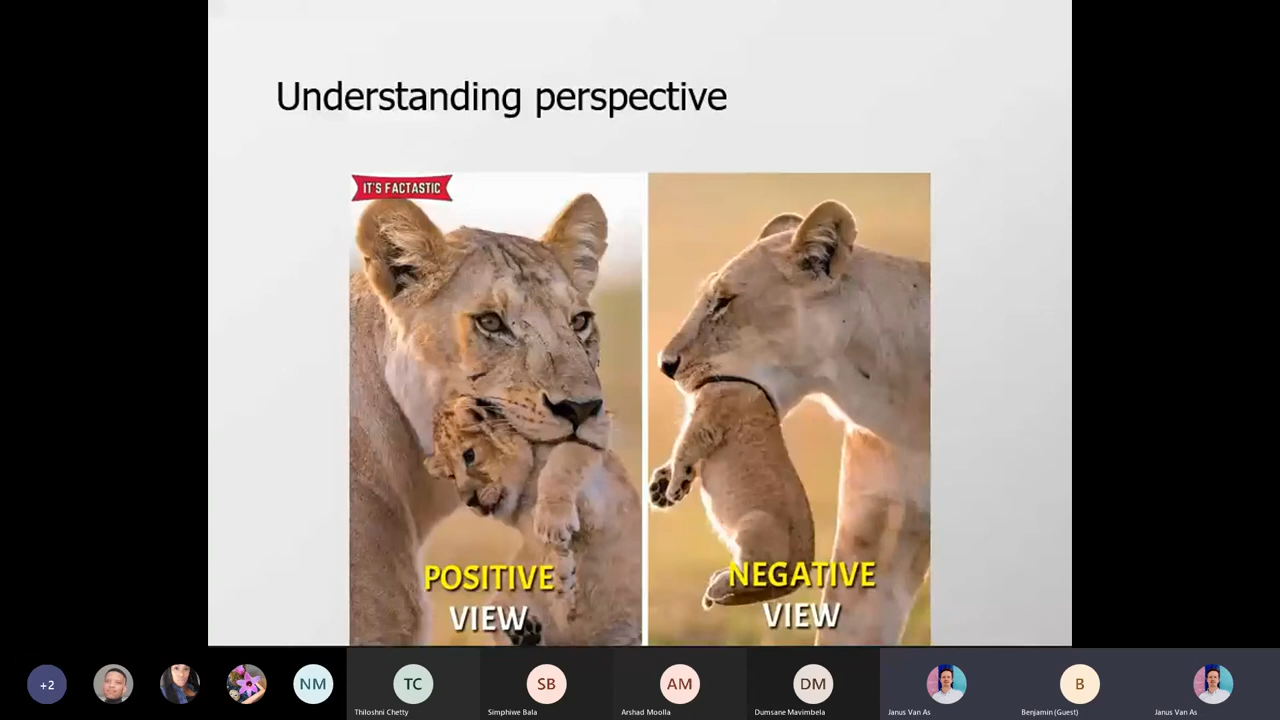 Understanding perspective
IT'S FACTASTIC
POSITIVE
VIEW
NEGATIVE
VIEW
+2
NM
TC
Thiloshni Chetty
SB
Simphiwe Bala
AM
Arshad Moolla
DM
Dumsane Mavimbela
Janus Van As
B
Benjamin (Guest)
Janus Van As